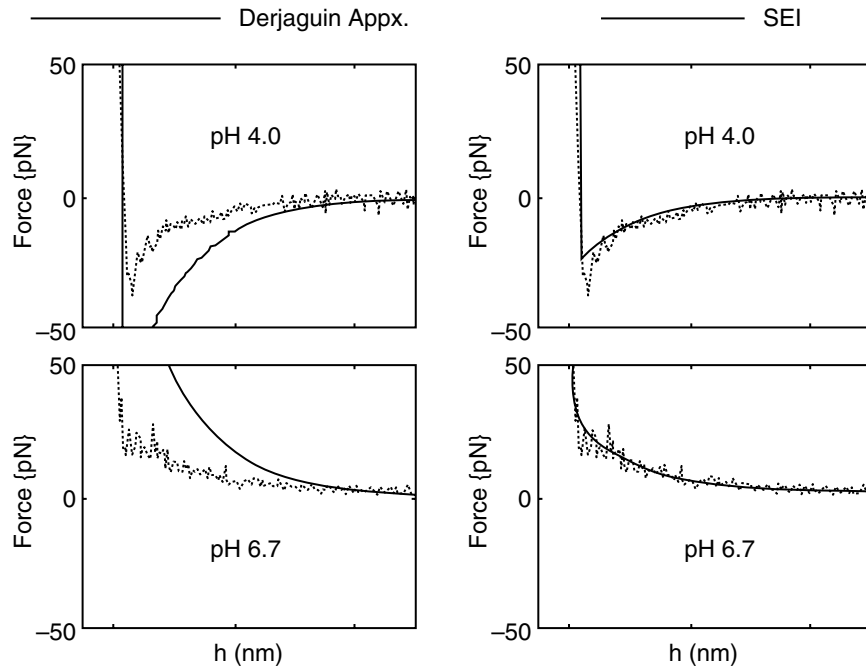 Derjaguin Appx.
SEI
50
0
–50
Force {pN}
pH 4.0
50
0
–50
Force {pN}
pH 4.0
50
0
–50
Force {pN}
pH 6.7
h (nm)
50
0
–50
Force {pN}
pH 6.7
h (nm)